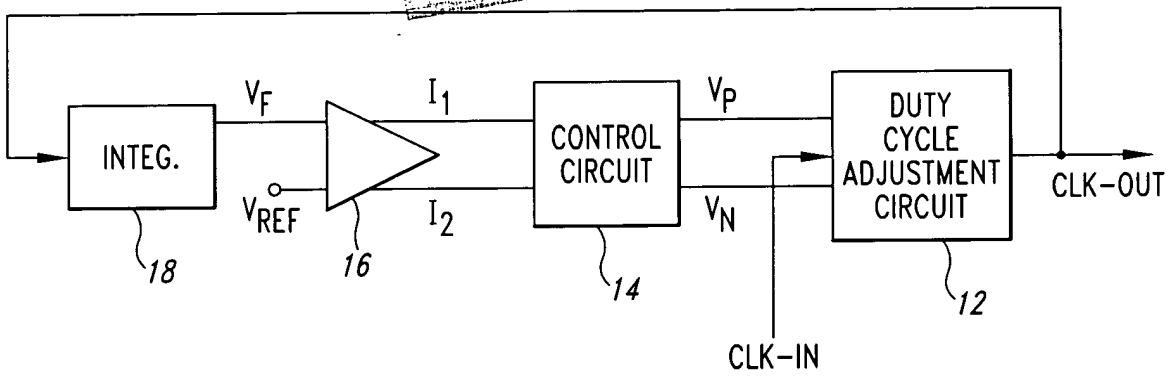 INTEG.
18
V_F
V_REF
16
I_1
I_2
CONTROL
CIRCUIT
14
V_P
V_N
DUTY
CYCLE
ADJUSTMENT
CIRCUIT
12
CLK-IN
CLK-OUT